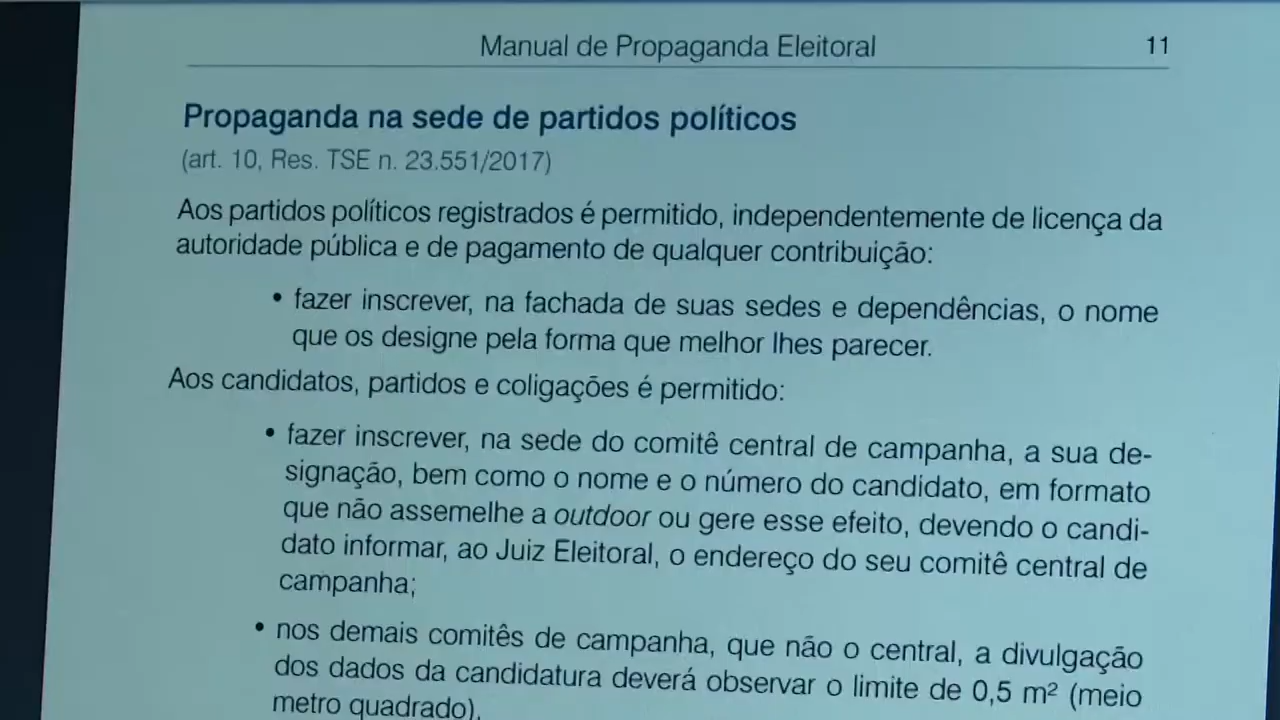 Manual de Propaganda Eleitoral 11
Propaganda na sede de partidos políticos
(art. 10, Res. TSE n. 23.551/2017)
Aos partidos políticos registrados é permitido, independentemente de licença da
autoridade pública e de pagamento de qualquer contribuição:
• fazer inscrever, na fachada de suas sedes e dependências, o nome
que os designe pela forma que melhor lhes parecer.
Aos candidatos, partidos e coligações é permitido:
• fazer inscrever, na sede do comitê central de campanha, a sua de-
signação, bem como o nome e o número do candidato, em formato
que não assemelhe a outdoor ou gere esse efeito, devendo o candi-
dato informar, ao Juiz Eleitoral, o endereço do seu comitê central de
campanha;
• nos demais comitês de campanha, que não o central, a divulgação
dos dados da candidatura deverá observar o limite de 0,5 m² (meio
metro quadrado).